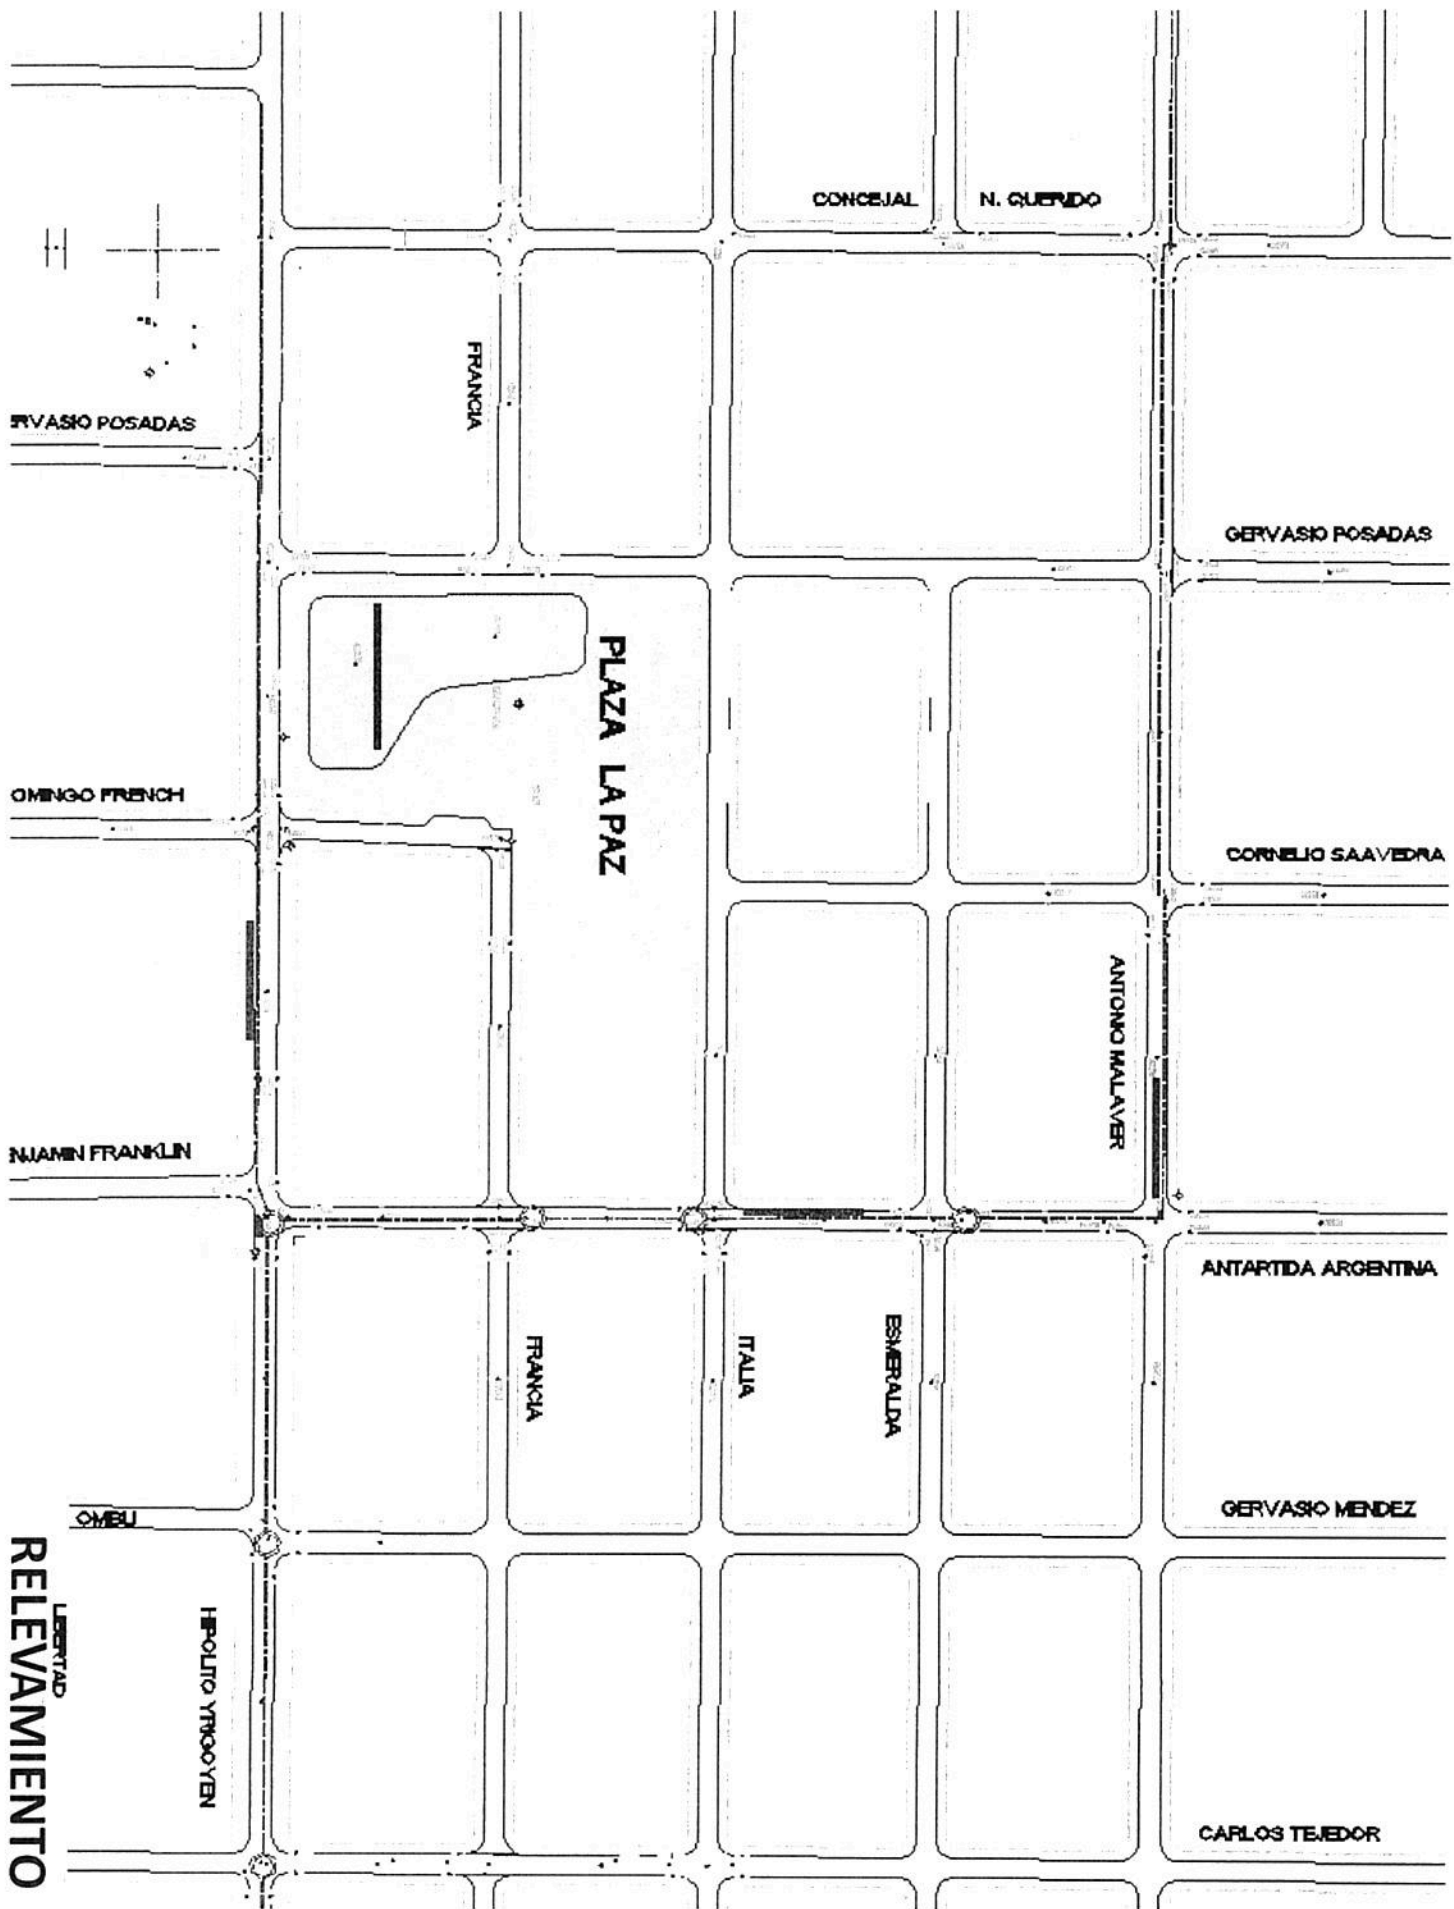 CONCEJAL N. QUERIDO
FRANCIA
ERVASIO POSADAS
GERVASIO POSADAS
PLAZA LA PAZ
OMINGO FRENCH
CORNELIO SAAVEDRA
ANTONIO MALAVER
NJAMIN FRANKLIN
ANTARTIDA ARGENTINA
FRANCIA
ITALIA
ESMERALDA
OMBU
GERVASIO MENDEZ
HIPOLITO YRIGOYEN
LIBERTAD
RELEVAMIENTO
CARLOS TEJEDOR